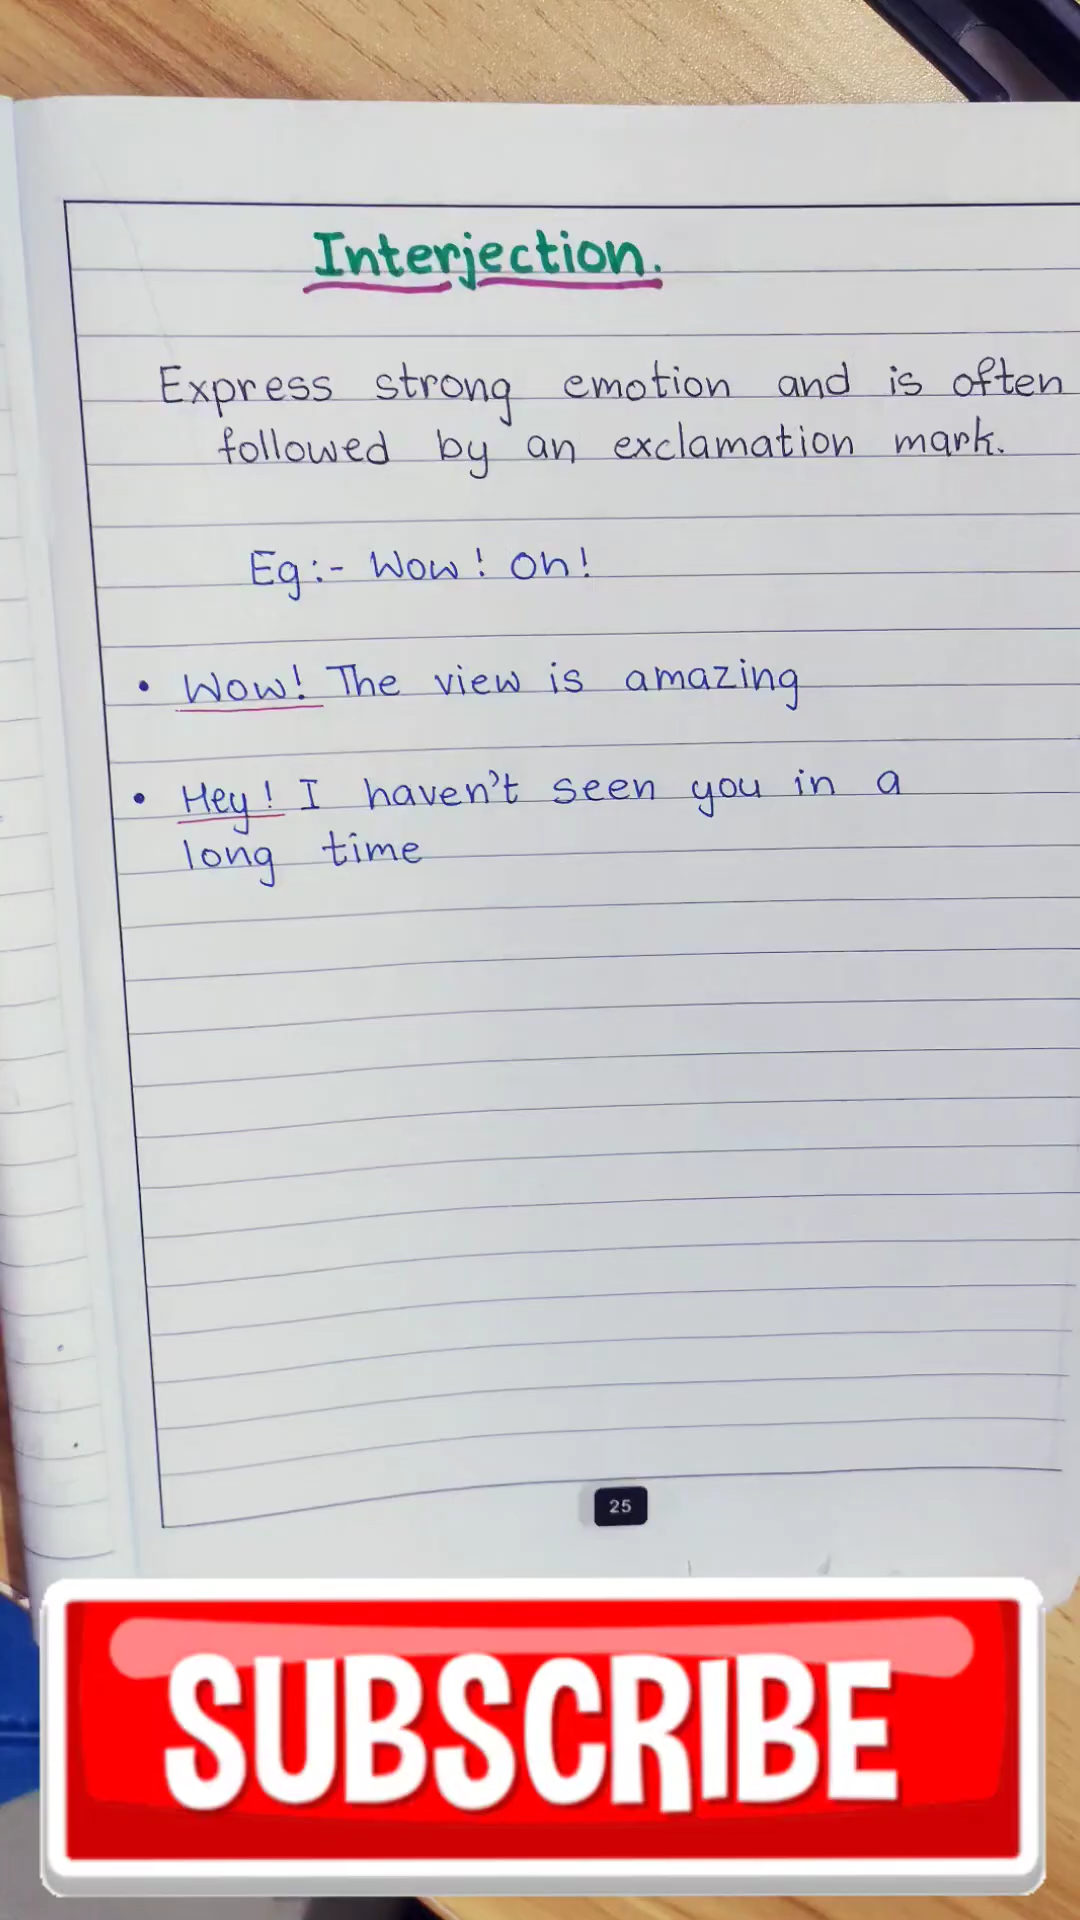 Interjection.
Express strong emotion and is often
followed by an exclamation mark.
Eg:- Wow! Oh!
• Wow! The view is amazing
• Hey! I haven't seen you in a
long time
25
SUBSCRIBE